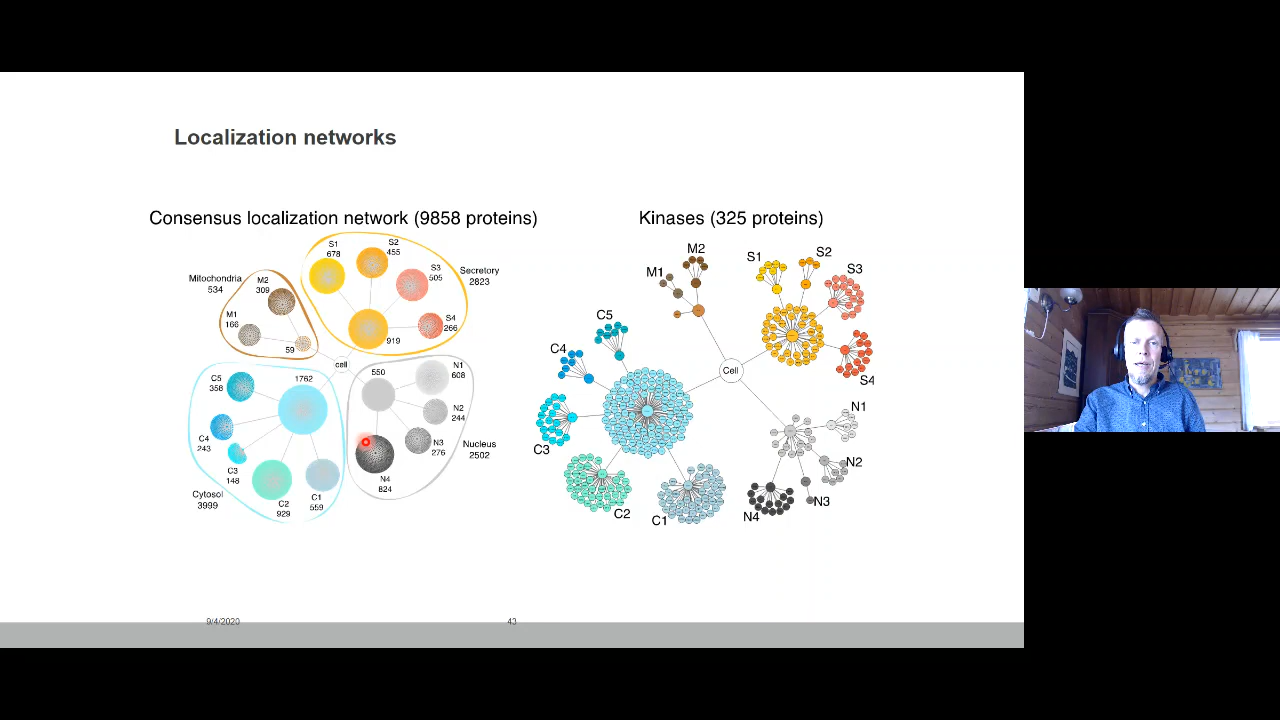 Localization networks
Consensus localization network (9858 proteins)
S1
678
S2
455
S3
505
S4
266
919
Secretory
2823
Mitochondria
534
M2
309
M1
166
59
cell
C5
358
1762
C4
243
C3
148
C2
929
C1
559
Cytosol
3999
550
N1
608
N2
244
N3
276
N4
824
Nucleus
2502
Kinases (325 proteins)
M2
M1
S1
S2
S3
S4
C5
C4
C3
C2
C1
Cell
N1
N2
N3
N4
9/4/2020
43